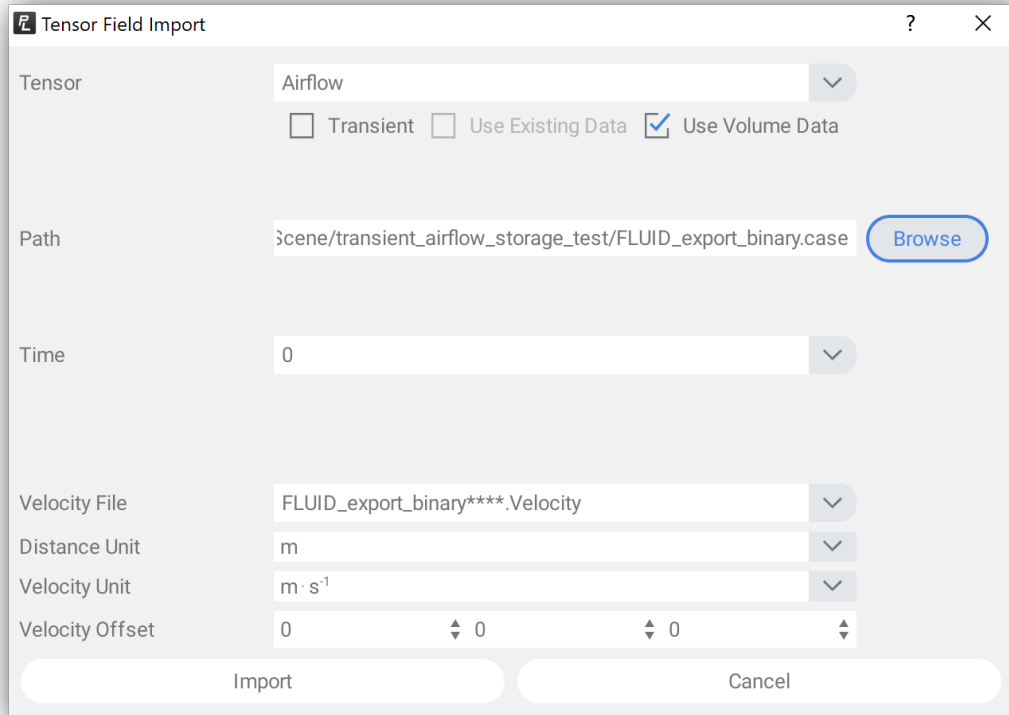 PL Tensor Field Import ? ×
Tensor Airflow
Transient Use Existing Data Use Volume Data
Path Scene/transient_airflow_storage_test/FLUID_export_binary.case Browse
Time 0
Velocity File FLUID_export_binary****.Velocity
Distance Unit m
Velocity Unit m · s⁻¹
Velocity Offset 0 0 0
Import Cancel